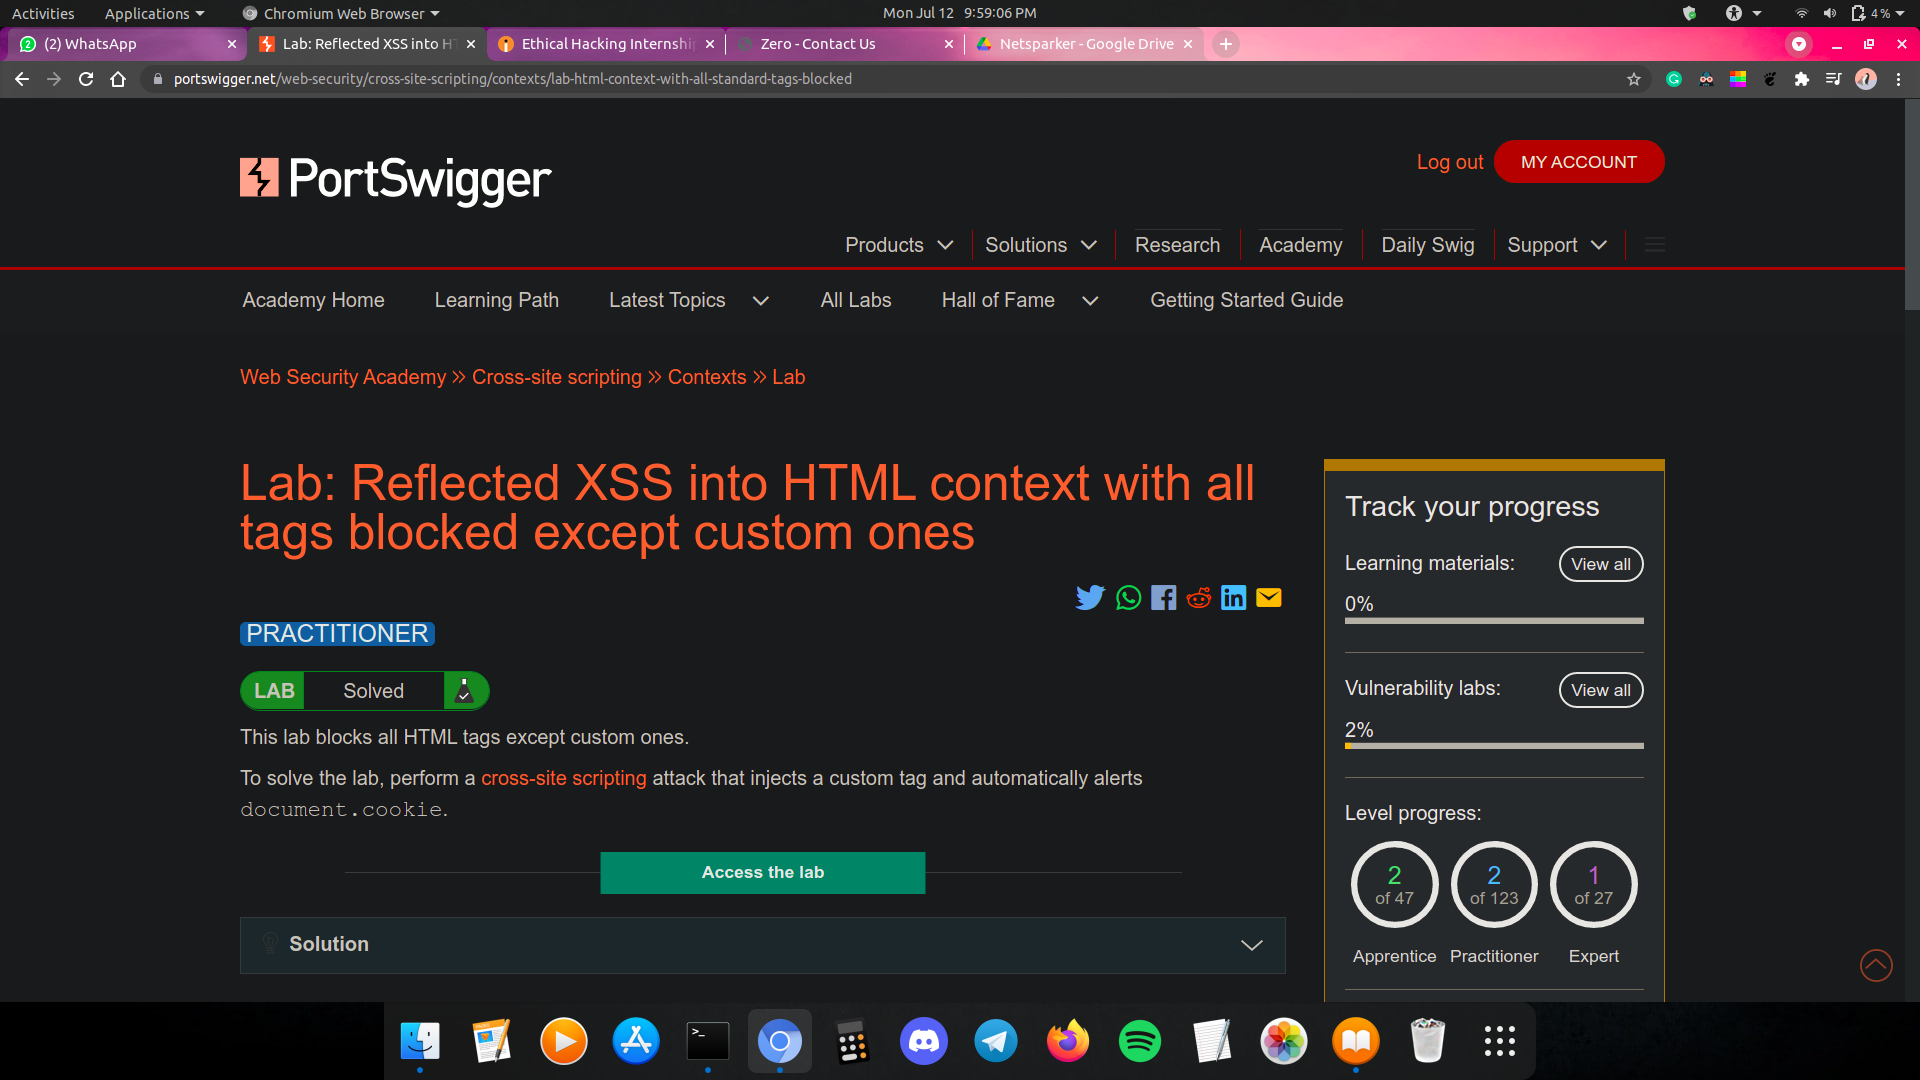 Activities Applications Chromium Web Browser Mon Jul 12 9:59:06 PM 4 %
(2) WhatsApp Lab: Reflected XSS into HT Ethical Hacking Internshi Zero - Contact Us Netsparker - Google Drive
portswigger.net/web-security/cross-site-scripting/contexts/lab-html-context-with-all-standard-tags-blocked
PortSwigger
Log out MY ACCOUNT
Products Solutions Research Academy Daily Swig Support
Academy Home Learning Path Latest Topics All Labs Hall of Fame Getting Started Guide
Web Security Academy » Cross-site scripting » Contexts » Lab
Lab: Reflected XSS into HTML context with all
tags blocked except custom ones
PRACTITIONER
LAB Solved
This lab blocks all HTML tags except custom ones.
To solve the lab, perform a cross-site scripting attack that injects a custom tag and automatically alerts
document.cookie.
Access the lab
Solution
Track your progress
Learning materials: View all
0%
Vulnerability labs: View all
2%
Level progress:
2 of 47
2 of 123
1 of 27
Apprentice Practitioner Expert